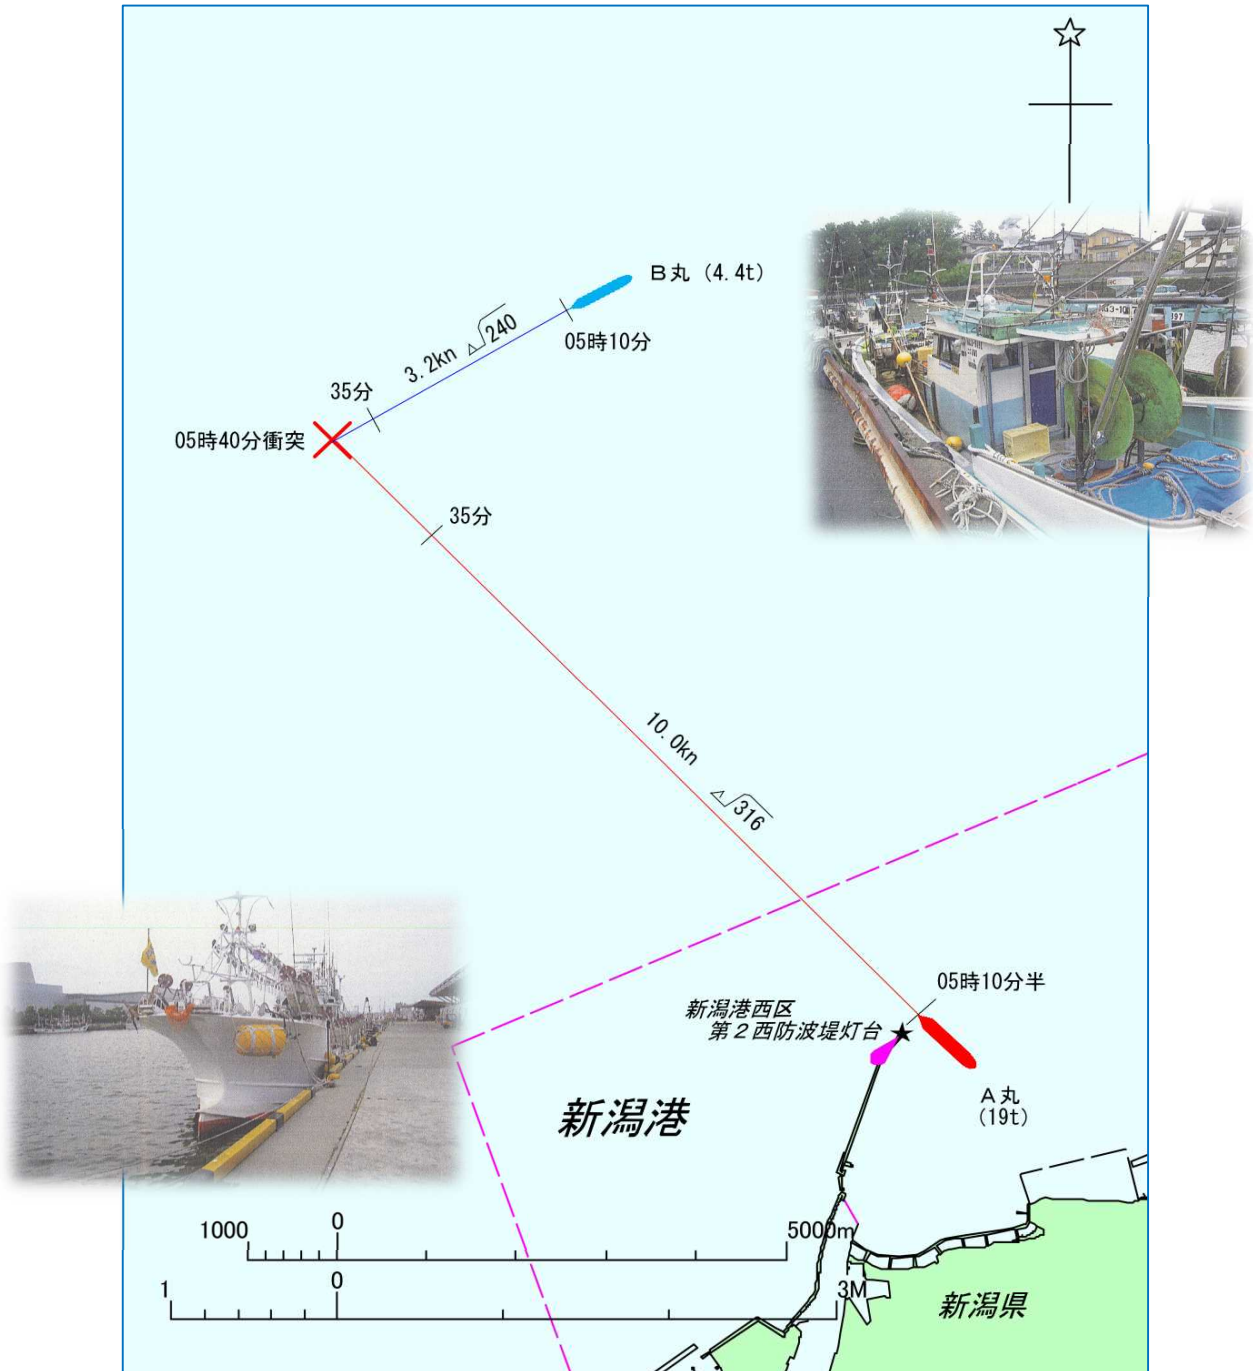 B丸 (4.4t)
05時10分
3.2kn
240
35分
05時40分衝突
35分
10.0kn
316
05時10分半
新潟港西区
第2西防波堤灯台
A丸
(19t)
新潟港
1000
0
5000m
1
0
3M
新潟県